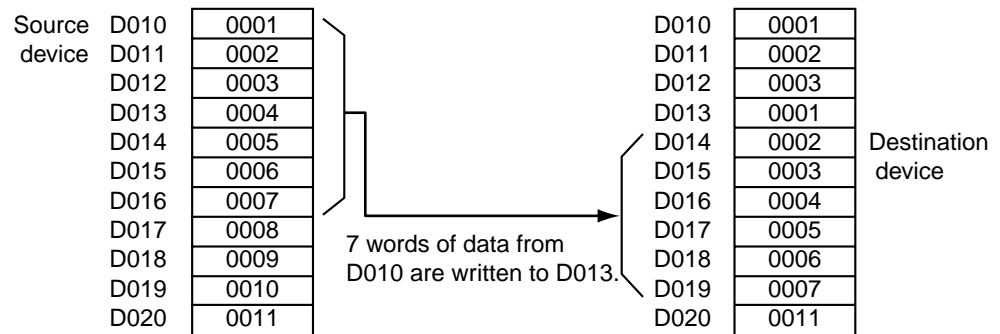 Source D010 0001 D010 0001
device D011 0002 D011 0002
D012 0003 D012 0003
D013 0004 D013 0001
D014 0005 D014 0002 Destination
D015 0006 D015 0003 device
D016 0007 D016 0004
D017 0008 D017 0005
D018 0009 D018 0006
D019 0010 D019 0007
D020 0011 D020 0011
7 words of data from
D010 are written to D013.